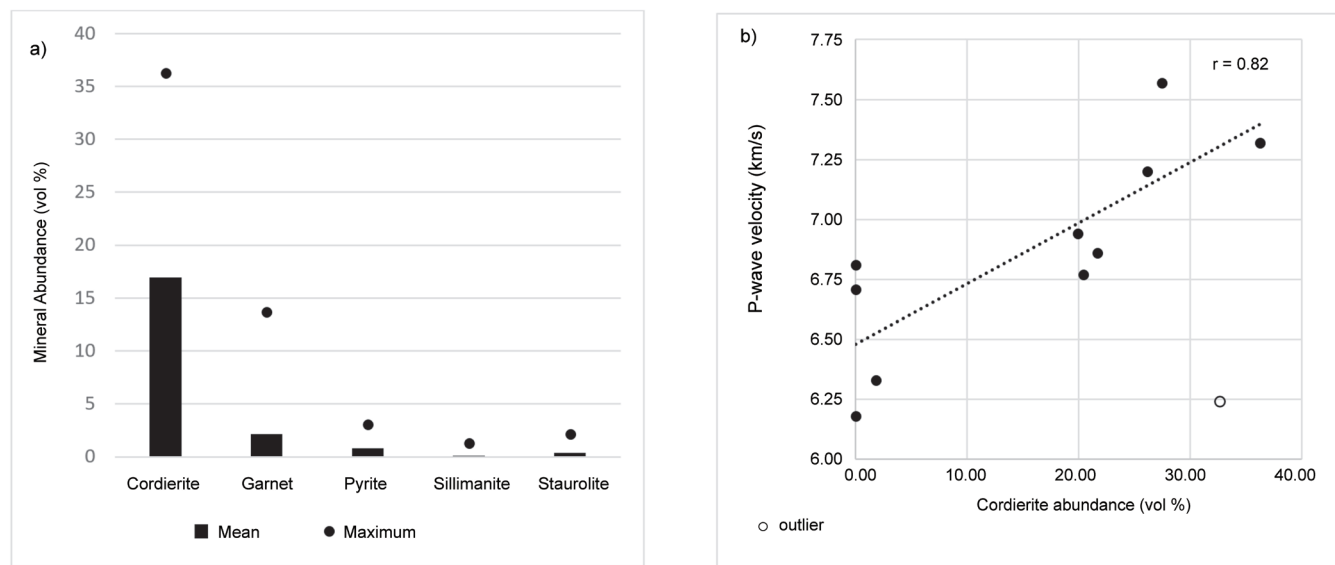 a)
Mineral Abundance (vol %)
40
35
30
25
20
15
10
5
0
Cordierite Garnet Pyrite Sillimanite Staurolite
Mean Maximum
b)
r = 0.82
P-wave velocity (km/s)
7.75
7.50
7.25
7.00
6.75
6.50
6.25
6.00
0.00 10.00 20.00 30.00 40.00
Cordierite abundance (vol %)
outlier